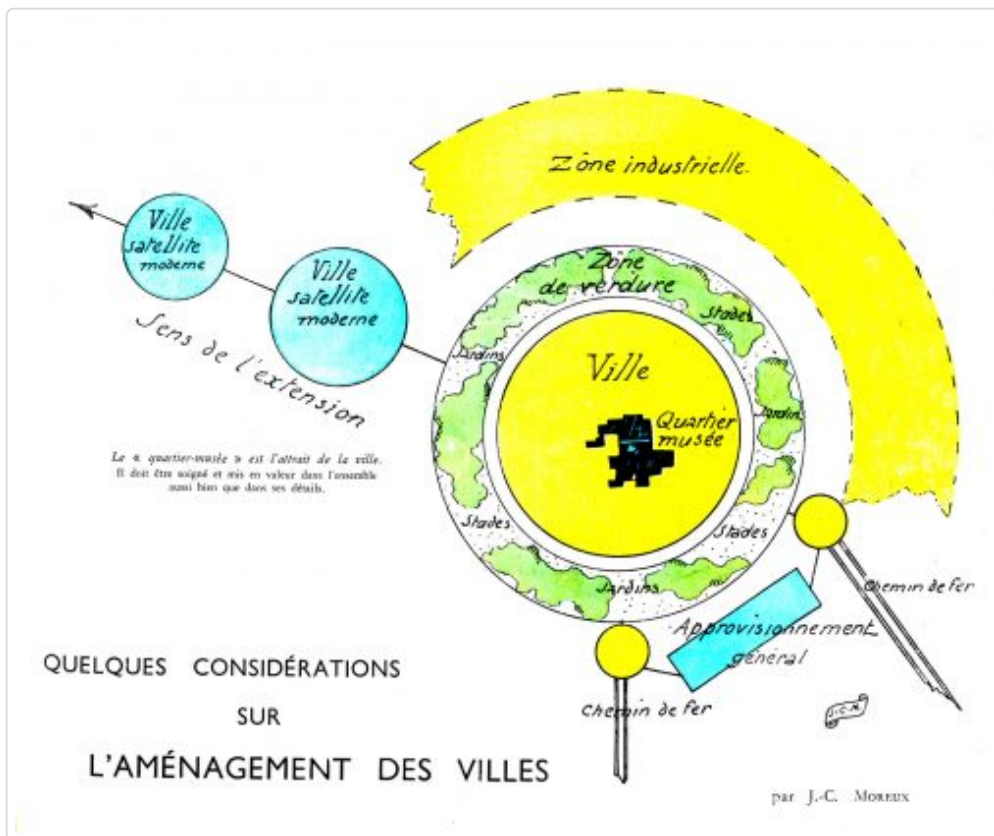 Zône industrielle.
Ville
satellite
moderne
Ville
satellite
moderne
Sens de l'extension
Zône
de verdure
Stades
Jardins
Ville
Quartier
musée
Jardins
Le « quartier-musée » est l'attrait de la ville.
Il doit être soigné et mis en valeur dans l'ensemble
aussi bien que dans ses détails.
Stades
Stades
Jardins
Chemin de fer
Approvisionnement
général
Chemin de fer
J.C.M.
QUELQUES CONSIDÉRATIONS
SUR
L'AMÉNAGEMENT DES VILLES
par J.-C. MOREUX